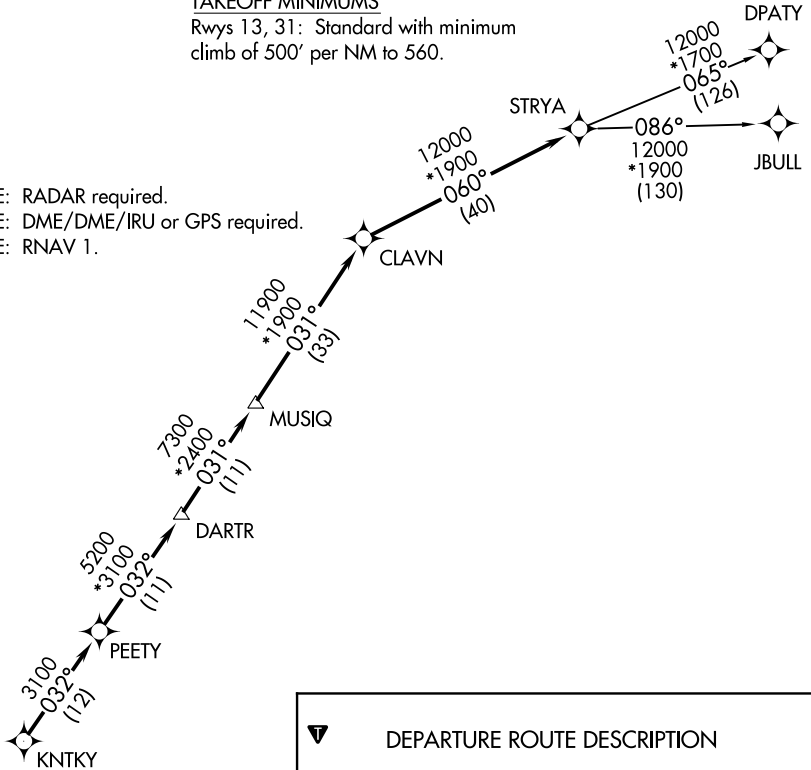 TAKEOFF MINIMUMS
Rwys 13, 31: Standard with minimum
climb of 500' per NM to 560.
DPATY
12000
*1700
065°
(126)
STRYA
086°
12000
*1900
(130)
JBULL
12000
*1900
060°
(40)
E: RADAR required.
E: DME/DME/IRU or GPS required.
E: RNAV 1.
CLAVN
11900
*1900
031°
(33)
MUSIQ
7300
*2400
031°
(11)
DARTR
5200
*3100
032°
(11)
PEETY
3100
032°
(12)
KNTKY
T
DEPARTURE ROUTE DESCRIPTION